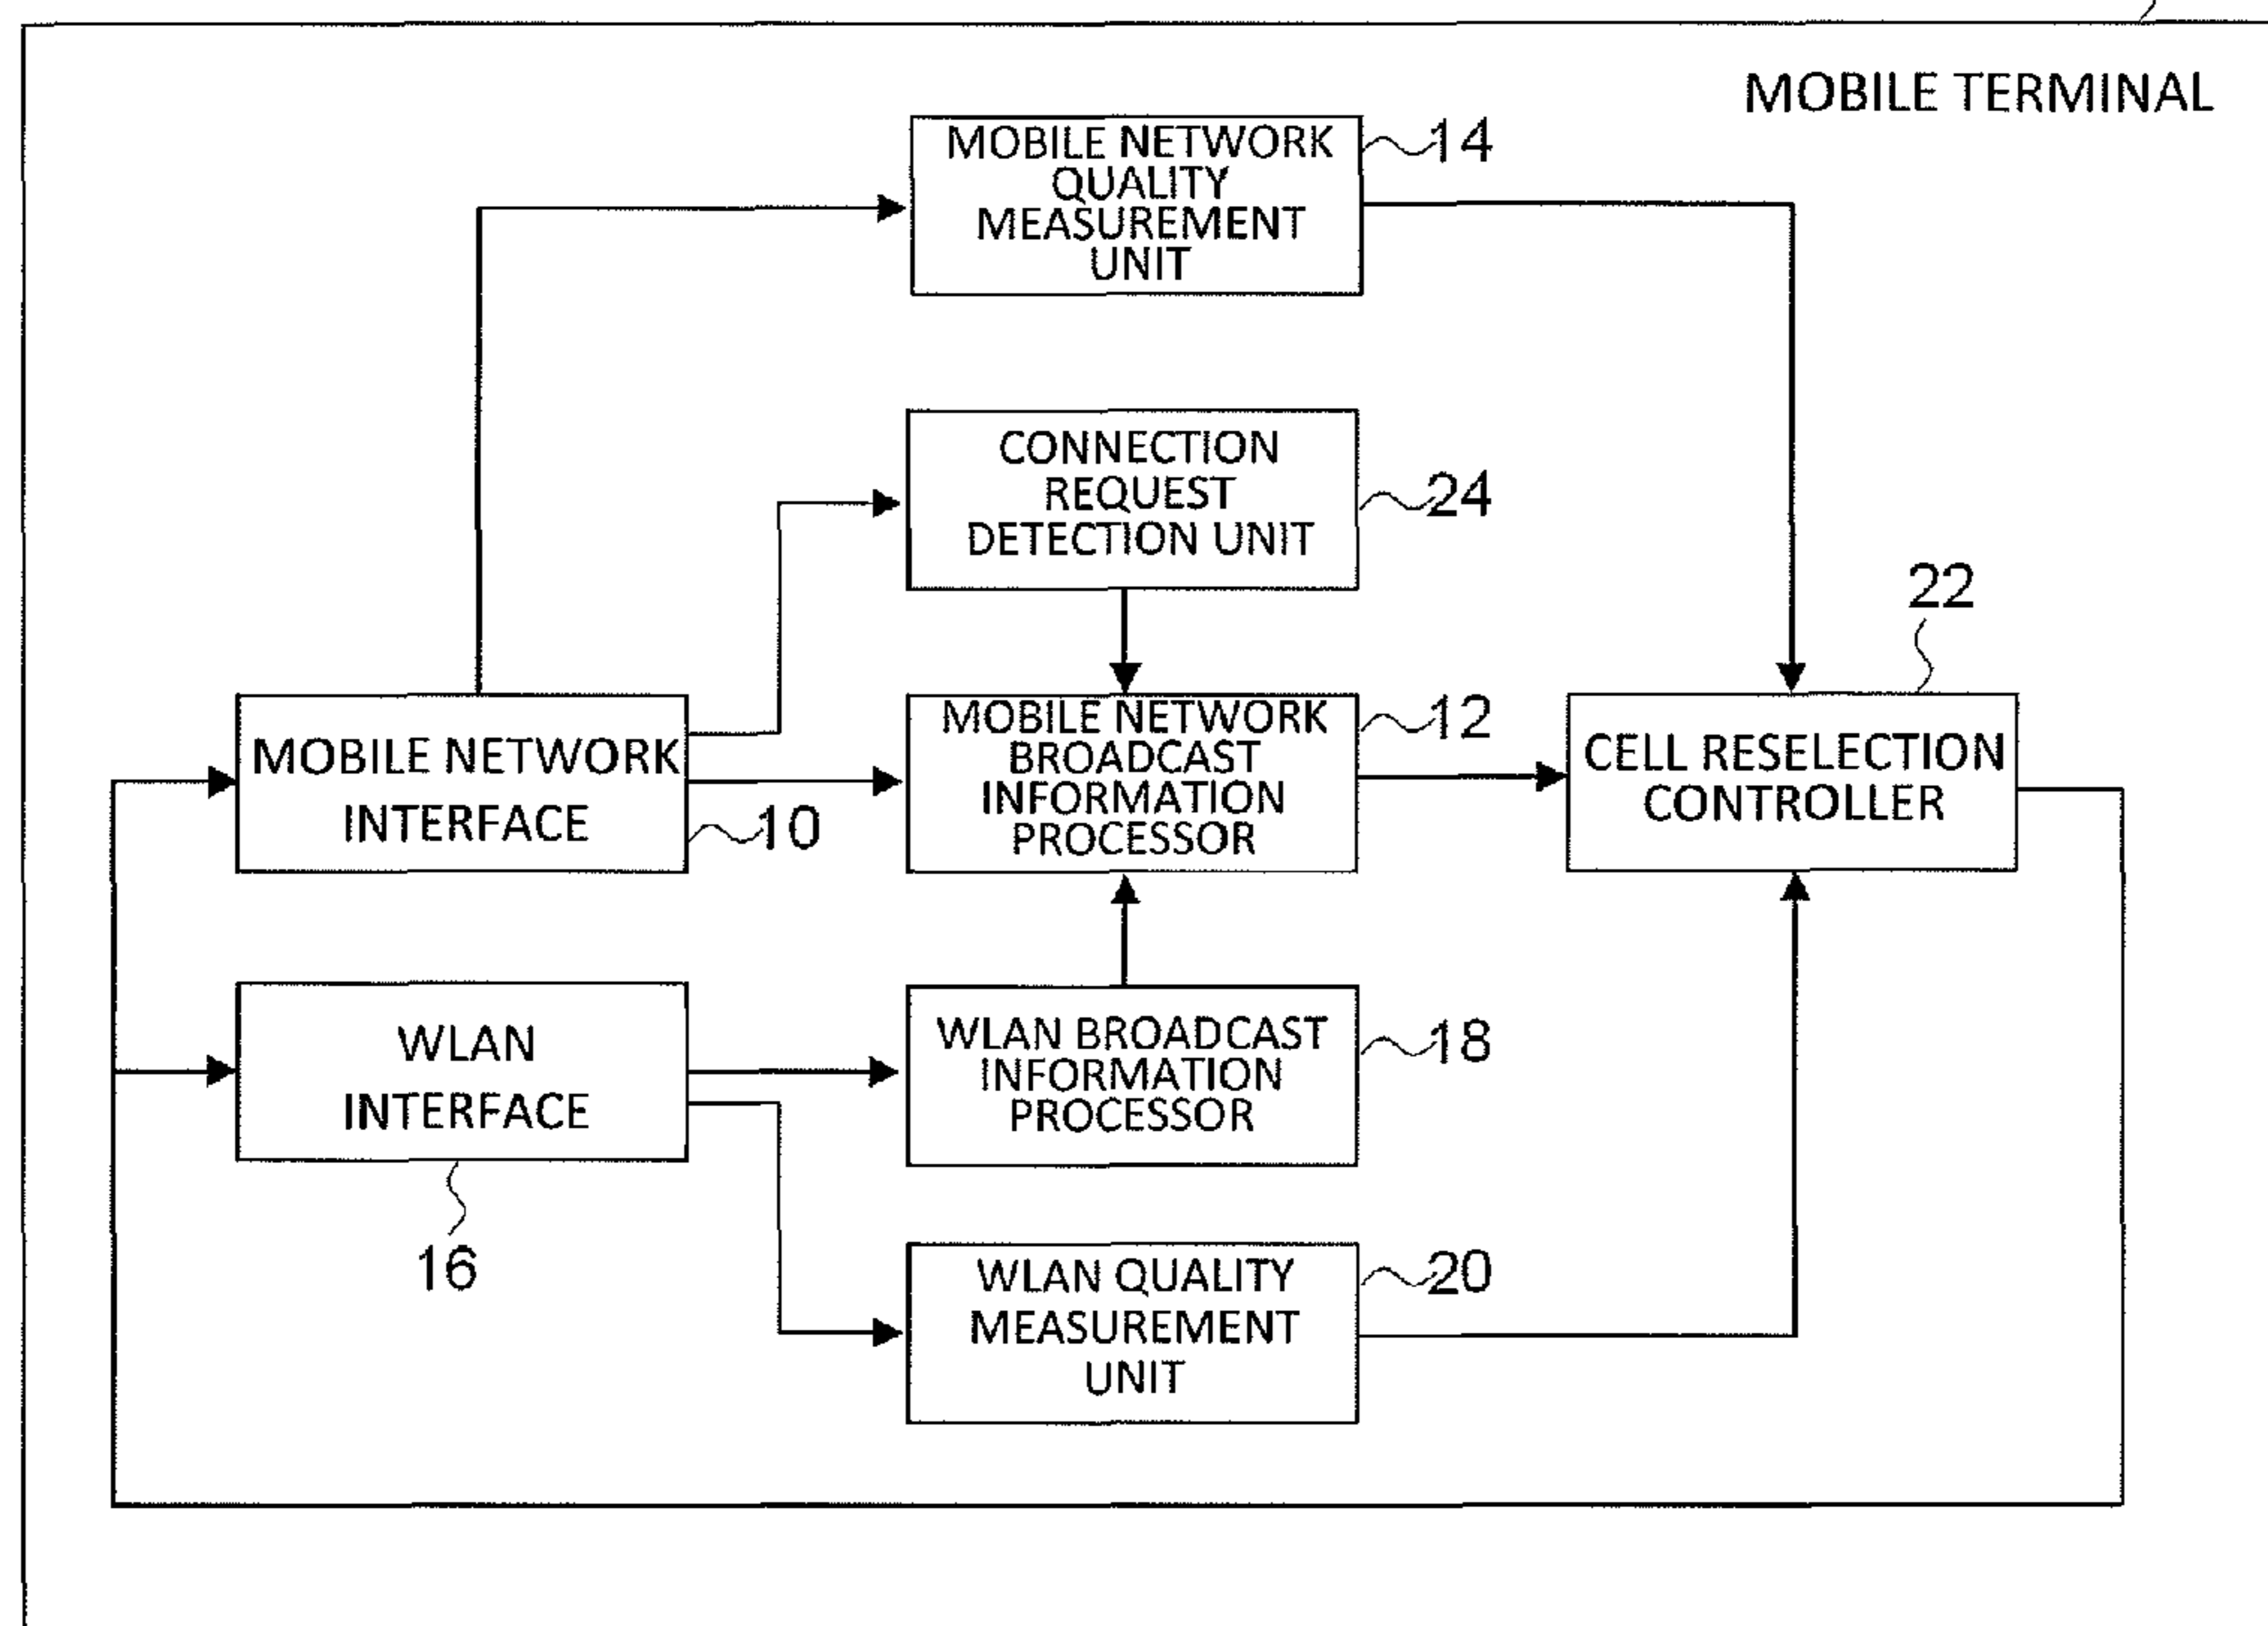 MOBILE TERMINAL
MOBILE NETWORK
QUALITY
MEASUREMENT
UNIT
14
CONNECTION
REQUEST
DETECTION UNIT
24
22
MOBILE NETWORK
INTERFACE
10
MOBILE NETWORK
BROADCAST
INFORMATION
PROCESSOR
12
CELL RESELECTION
CONTROLLER
WLAN
INTERFACE
16
WLAN BROADCAST
INFORMATION
PROCESSOR
18
WLAN QUALITY
MEASUREMENT
UNIT
20